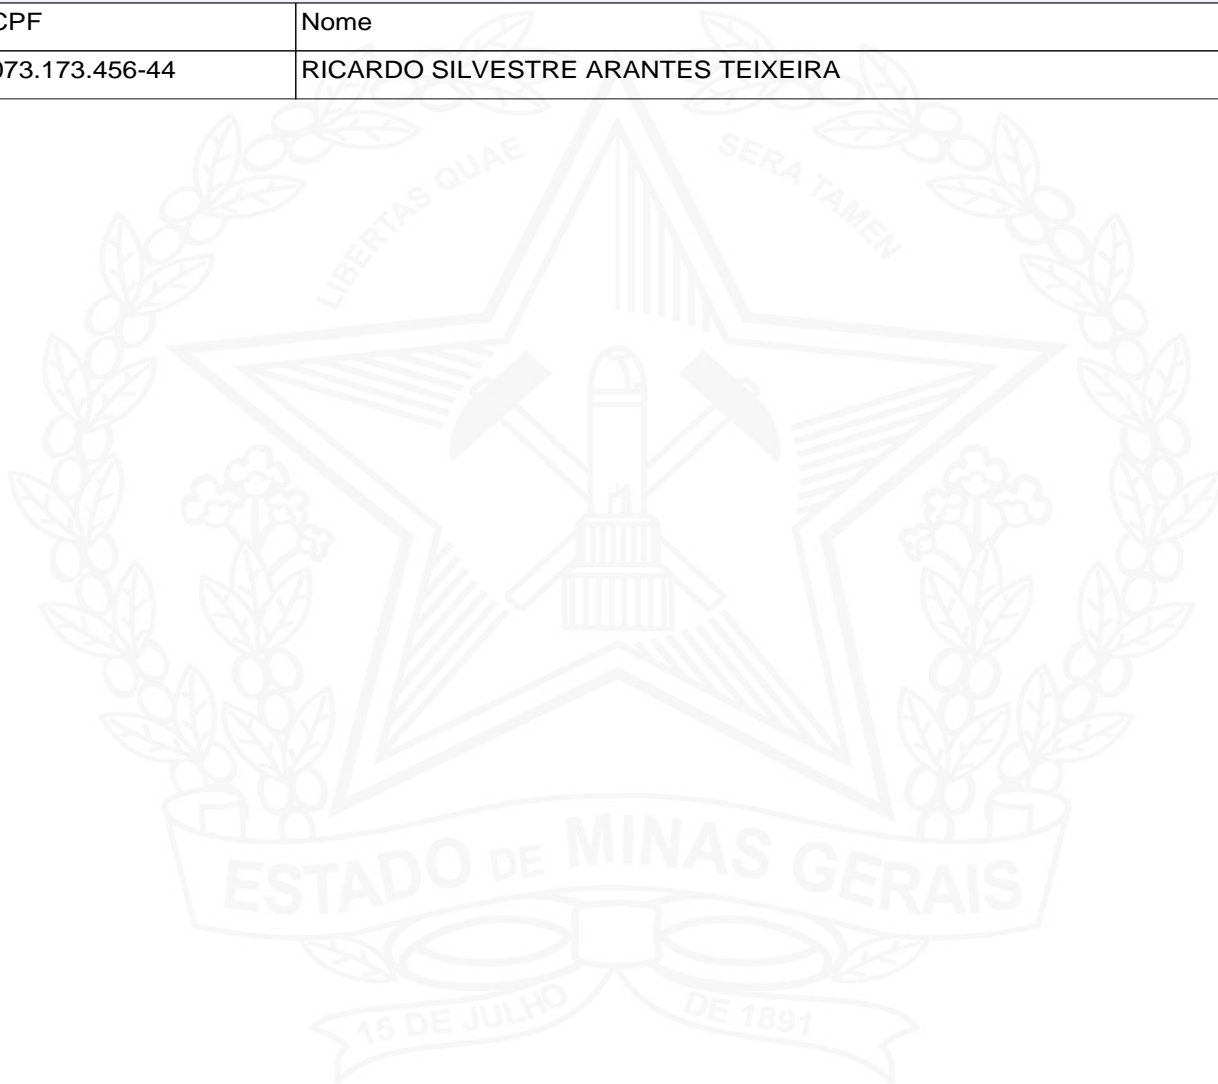 CPF Nome
073.173.456-44 RICARDO SILVESTRE ARANTES TEIXEIRA
LIBERTAS QUAE SERA TAMEN
ESTADO DE MINAS GERAIS
15 DE JULHO DE 1891